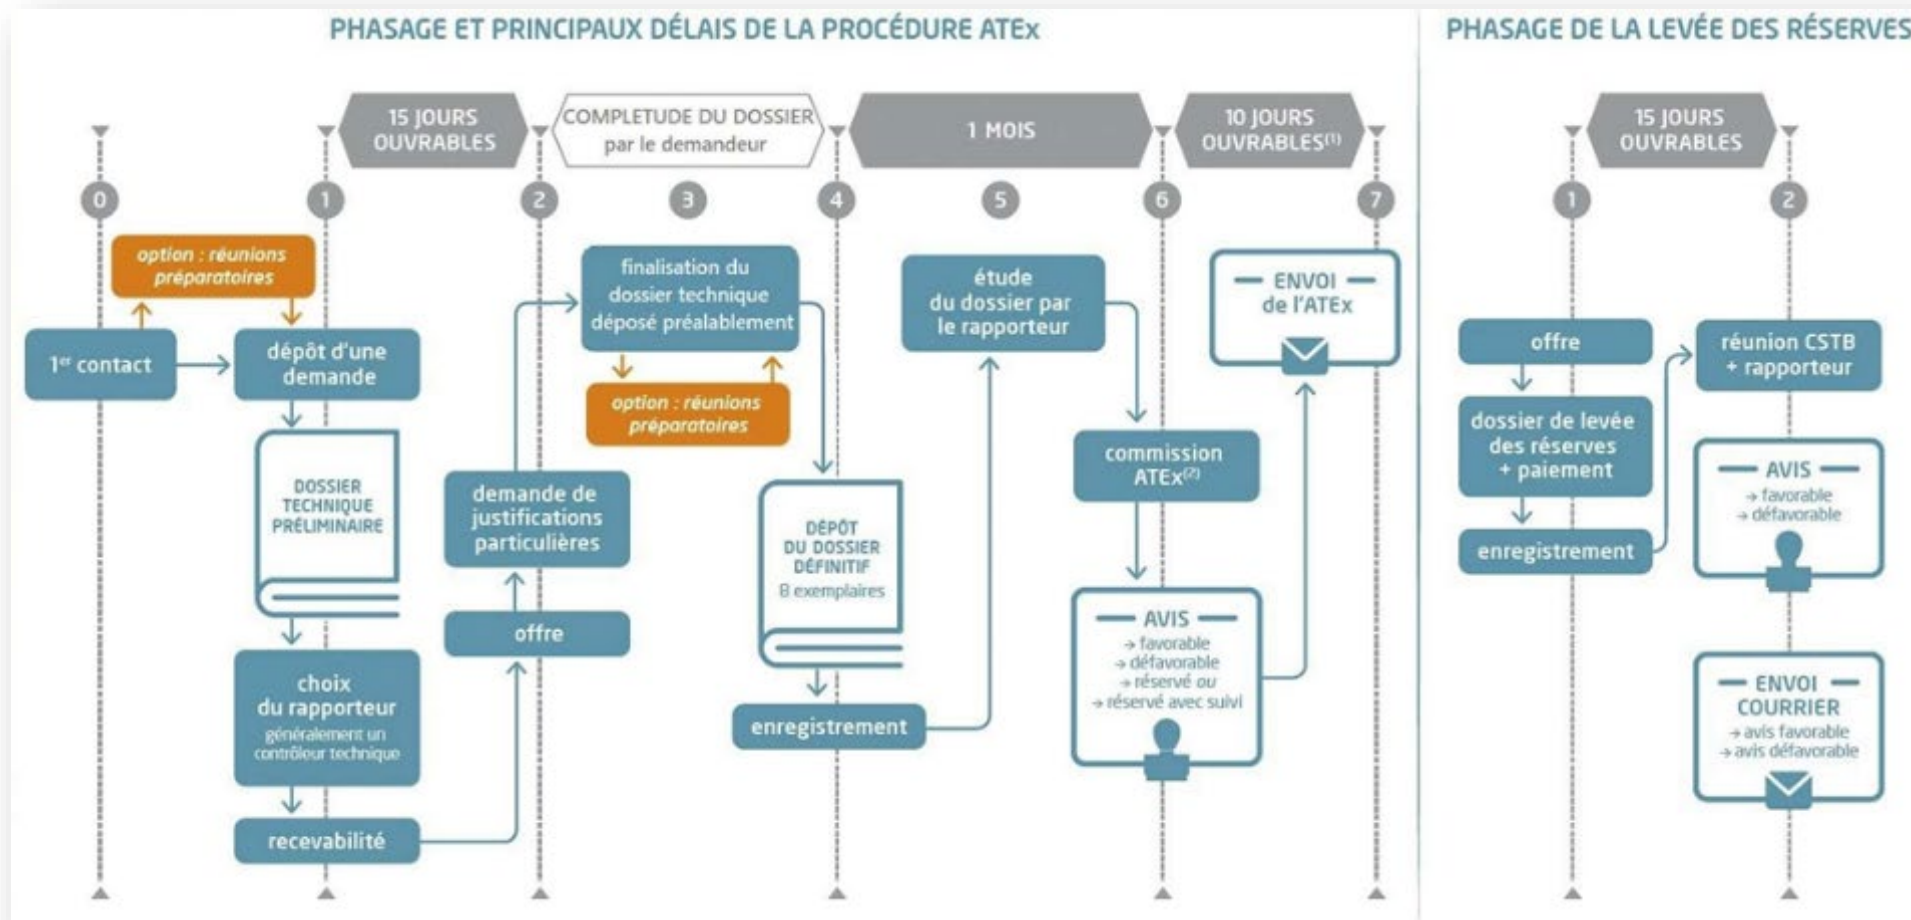 PHASAGE ET PRINCIPAUX DÉLAIS DE LA PROCÉDURE ATEx
15 JOURS
OUVRABLES
COMPLETUDE DU DOSSIER
par le demandeur
1 MOIS
10 JOURS
OUVRABLES(1)
0
1
2
3
4
5
6
7
option : réunions
préparatoires
1er contact
dépôt d'une
demande
DOSSIER
TECHNIQUE
PRÉLIMINAIRE
choix
du rapporteur
généralement un
contrôleur technique
recevabilité
offre
demande de
justifications
particulières
finalisation du
dossier technique
déposé préalablement
option : réunions
préparatoires
DÉPÔT
DU DOSSIER
DÉFINITIF
8 exemplaires
enregistrement
étude
du dossier par
le rapporteur
commission
ATEx(2)
AVIS
→ favorable
→ défavorable
→ réservé ou
→ réservé avec suivi
ENVOI
de l'ATEx
PHASAGE DE LA LEVÉE DES RÉSERVES
15 JOURS
OUVRABLES
1
2
offre
dossier de levée
des réserves
+ paiement
enregistrement
réunion CSTB
+ rapporteur
AVIS
→ favorable
→ défavorable
ENVOI
COURRIER
→ avis favorable
→ avis défavorable